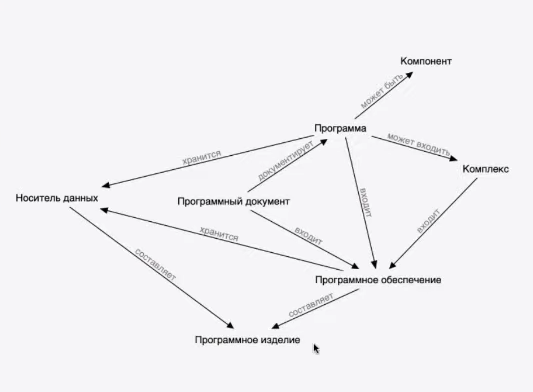 Компонент
может быть
Программа
может входить
хранится
документирует
Комплекс
Носитель данных
Программный документ
входит
входит
входит
хранится
Программное обеспечение
составляет
составляет
Программное изделие